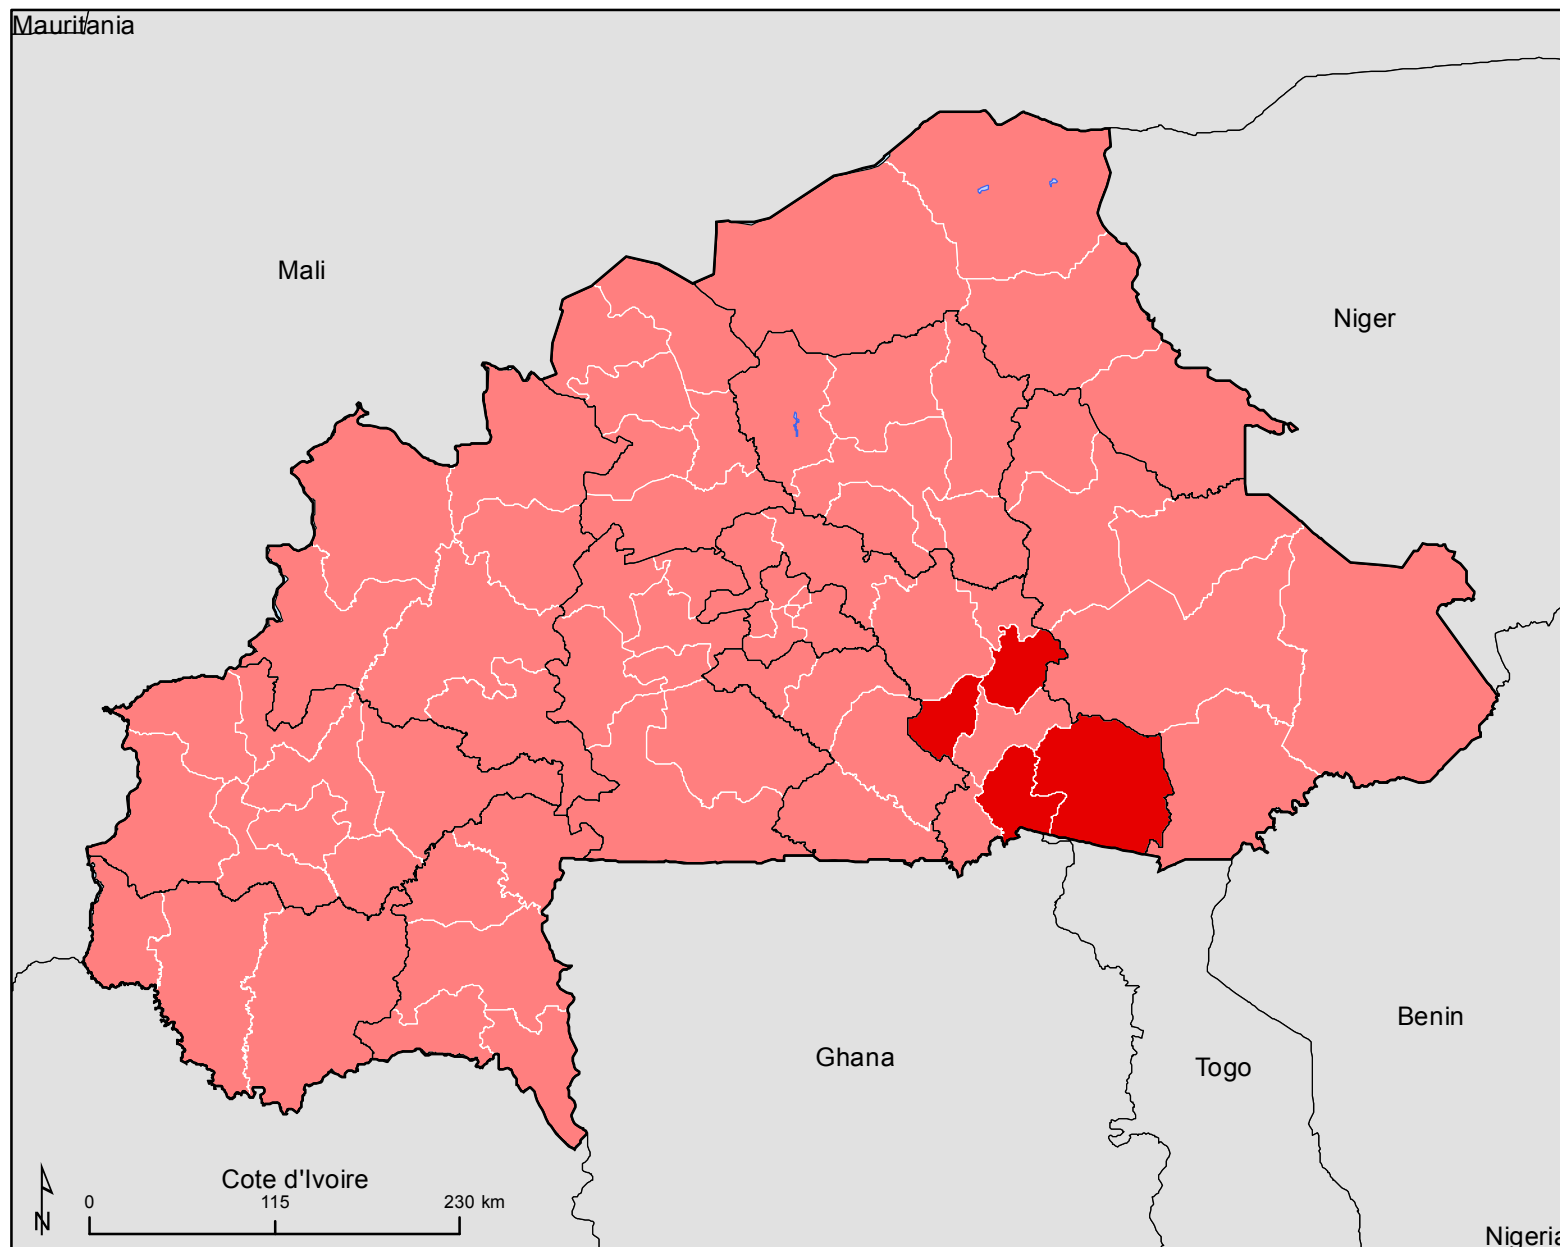 Mauritania
Mali
Niger
Benin
Ghana
Togo
Cote d'Ivoire
0 115 230 km
N
Nigeria